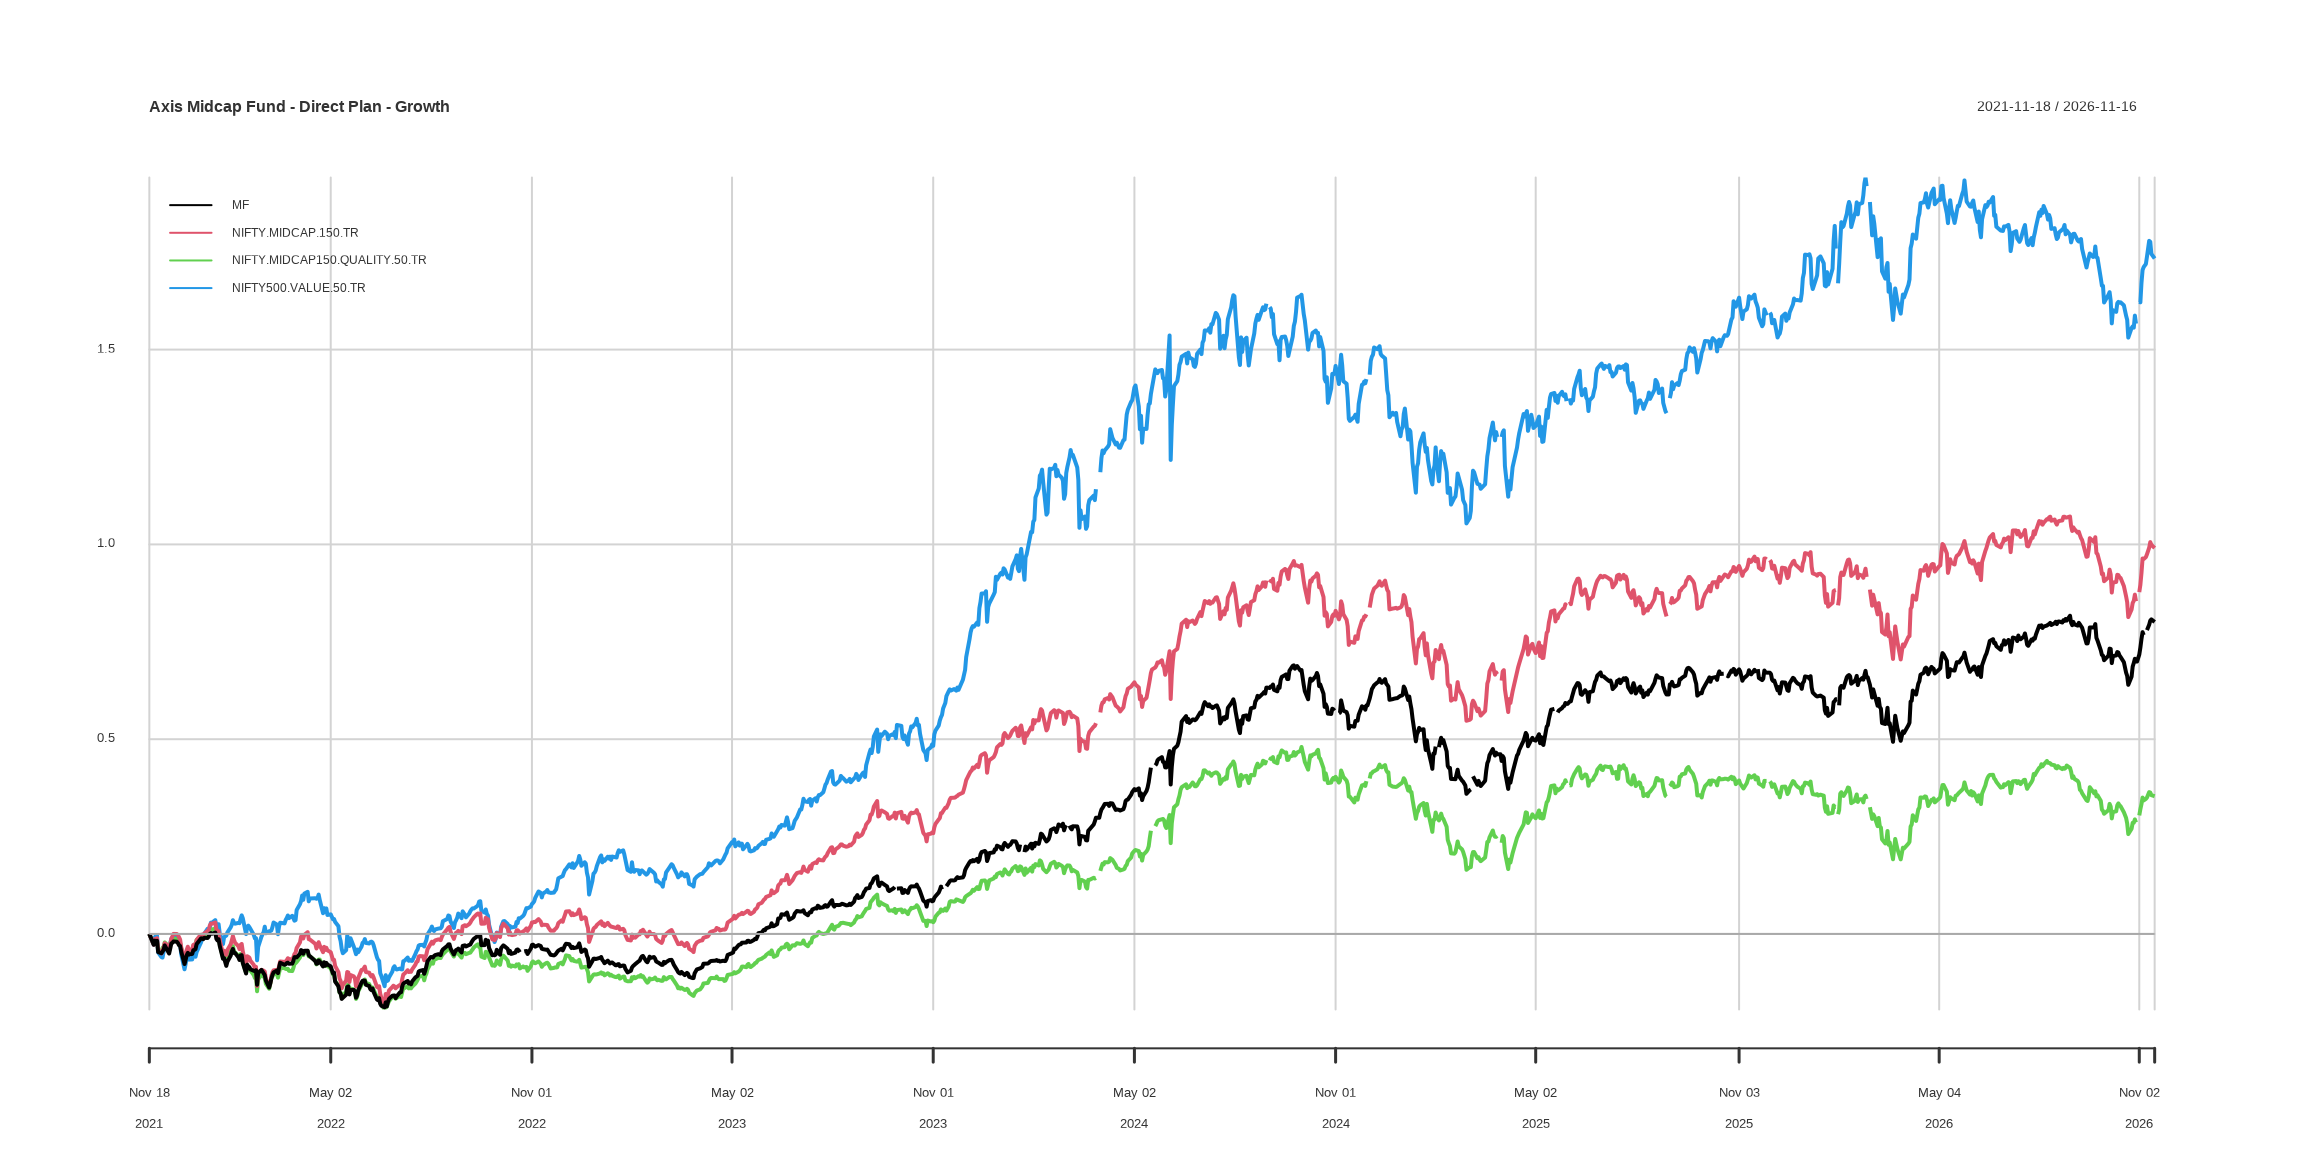 Axis Midcap Fund - Direct Plan - Growth
2021-11-18 / 2026-11-16
MF
NIFTY.MIDCAP.150.TR
NIFTY.MIDCAP150.QUALITY.50.TR
NIFTY500.VALUE.50.TR
1.5
1.0
0.5
0.0
Nov 18 May 02 Nov 01 May 02 Nov 01 May 02 Nov 01 May 02 Nov 03 May 04 Nov 02
2021 2022 2022 2023 2023 2024 2024 2025 2025 2026 2026